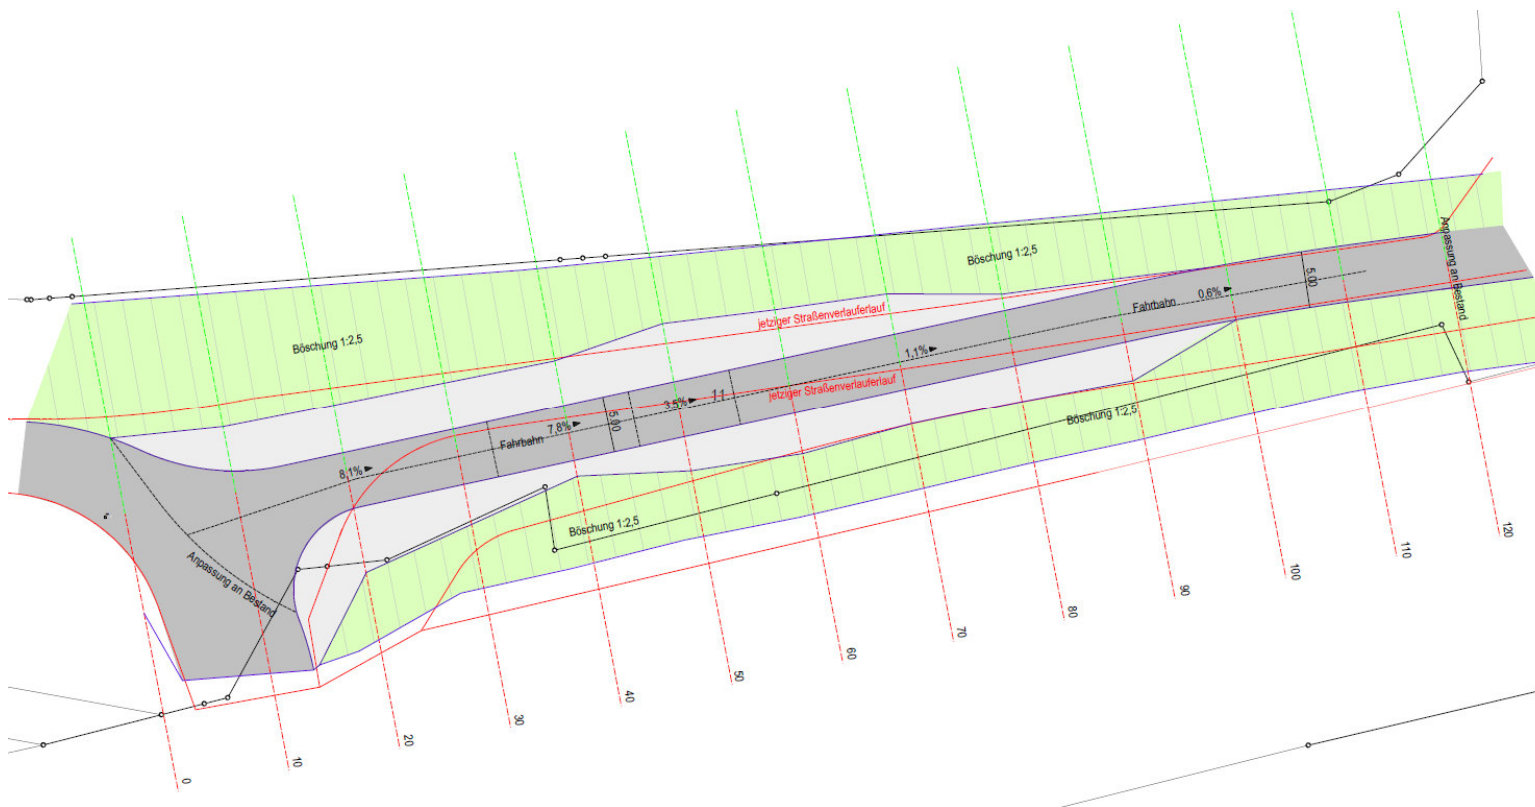 Böschung 1:2,5
Böschung 1:2,5
Anpassung an Bestand
jetziger Straßenverlauferlauf
Fahrbahn
0,6%
5,00
1,1%
jetziger Straßenverlauferlauf
11
3,5%
5,00
7,8%
Fahrbahn
8,1%
Böschung 1:2,5
Böschung 1:2,5
Anpassung an Bestand
0
10
20
30
40
50
60
70
80
90
100
110
120